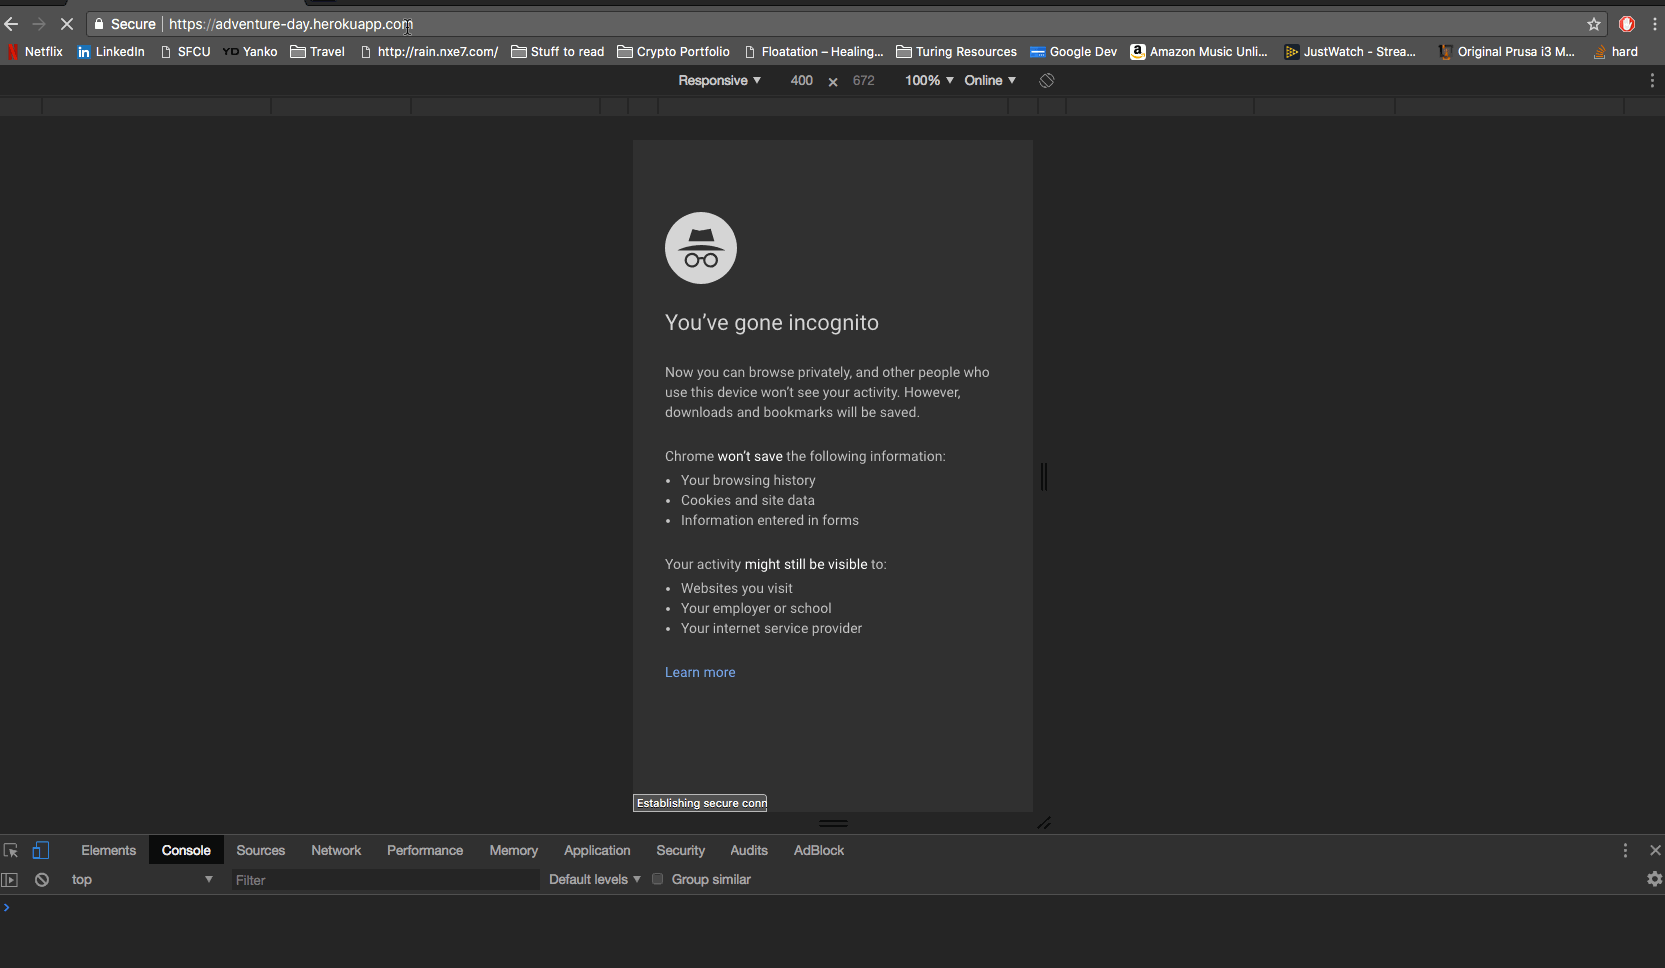 Secure | https://adventure-day.herokuapp.com
Netflix in LinkedIn SFCU YD Yanko Travel http://rain.nxe7.com/ Stuff to read Crypto Portfolio Floatation – Healing... Turing Resources Google Dev a Amazon Music Unli... JustWatch - Strea... Original Prusa i3 M... hard
Responsive 400 × 672 100% Online
You’ve gone incognito
Now you can browse privately, and other people who
use this device won’t see your activity. However,
downloads and bookmarks will be saved.
Chrome won’t save the following information:
• Your browsing history
• Cookies and site data
• Information entered in forms
Your activity might still be visible to:
• Websites you visit
• Your employer or school
• Your internet service provider
Learn more
Establishing secure conn
Elements Console Sources Network Performance Memory Application Security Audits AdBlock
top Filter Default levels Group similar